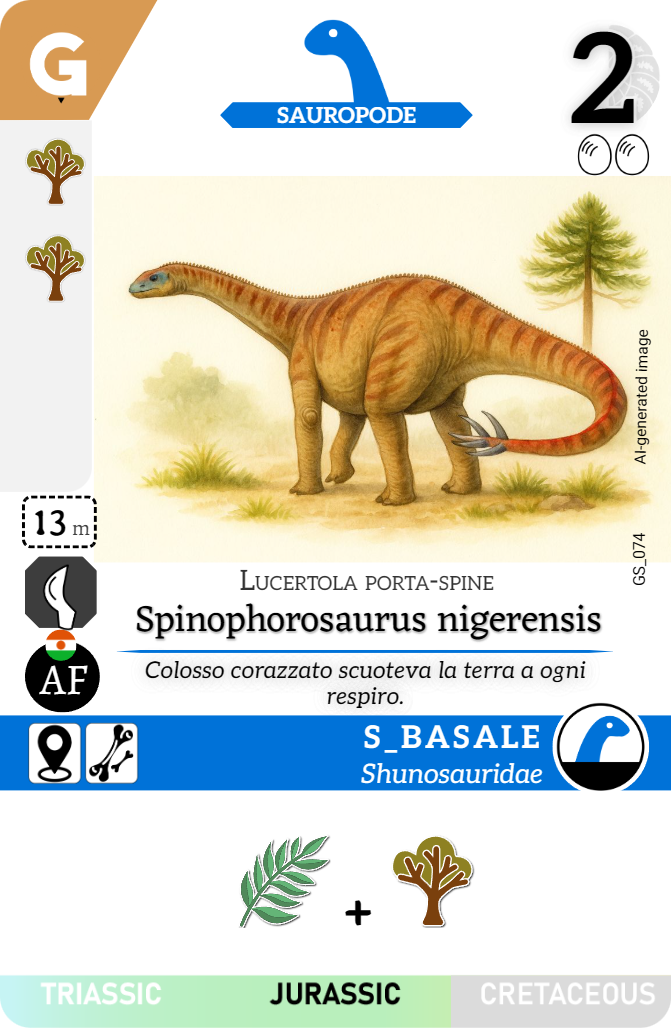 G
SAUROPODE
2
13 m
AI-generated image
GS_074
AF
Lucertola porta-spine
Spinophorosaurus nigerensis
Colosso corazzato scuoteva la terra a ogni
respiro.
S_BASALE
Shunosauridae
+
TRIASSIC JURASSIC CRETACEOUS